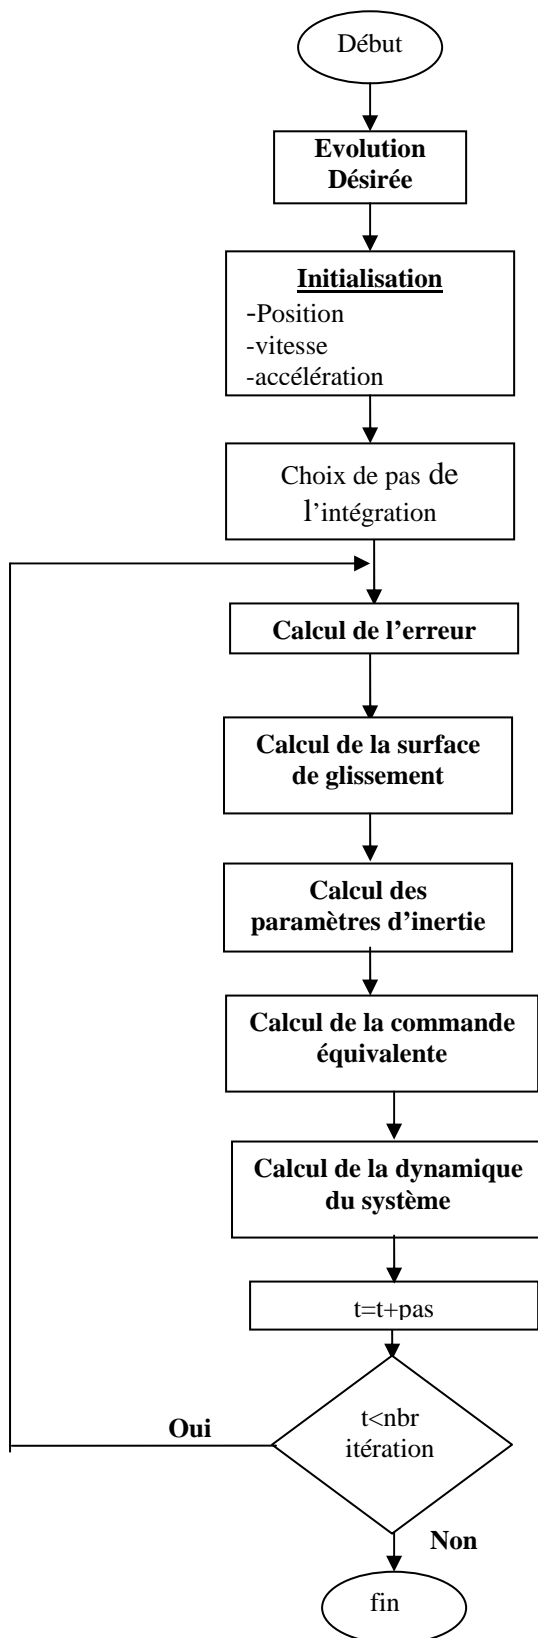 Début
Evolution
Désirée
Initialisation
-Position
-vitesse
-accélération
Choix de pas de
l'intégration
Calcul de l'erreur
Calcul de la surface
de glissement
Calcul des
paramètres d'inertie
Calcul de la commande
équivalente
Calcul de la dynamique
du système
t=t+pas
t<nbr
itération
Oui
Non
fin